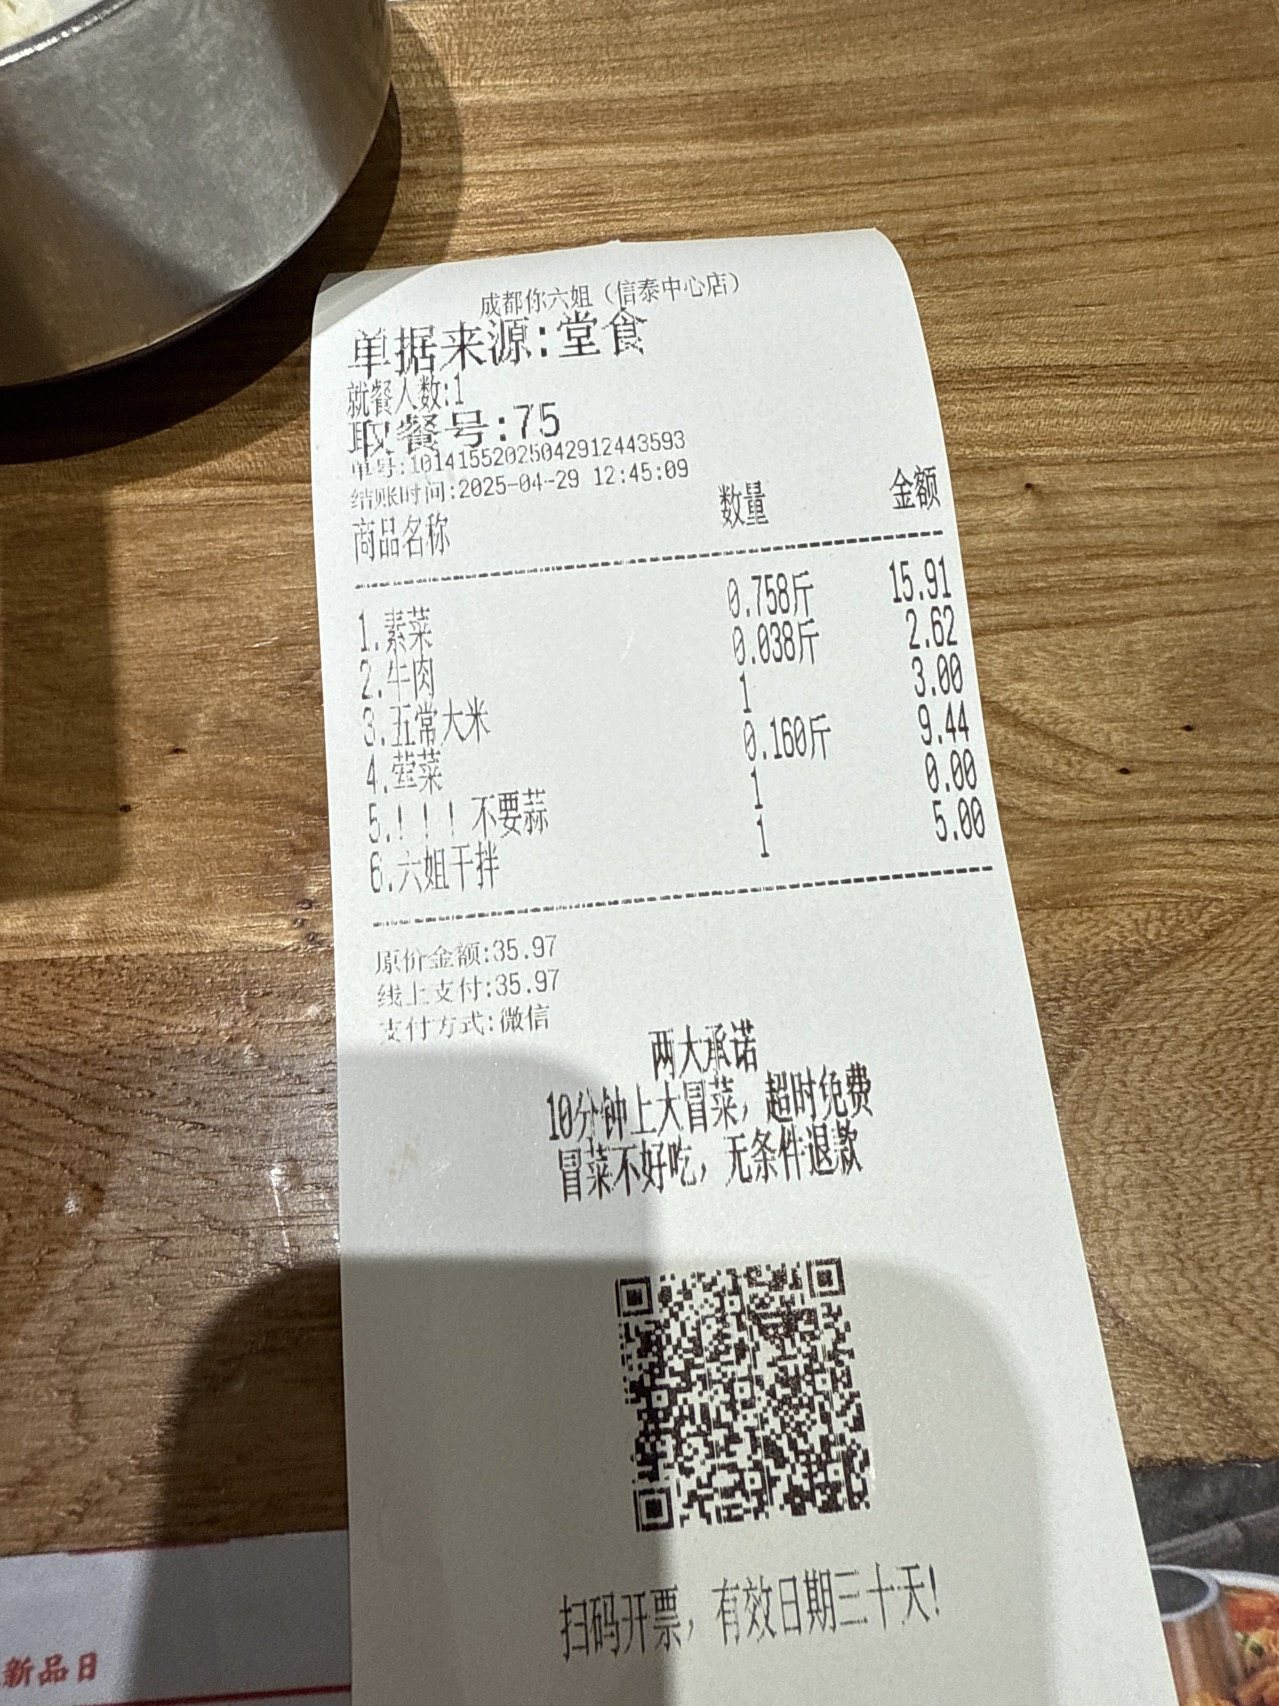 成都你六姐（信泰中心店）
单据来源:堂食
就餐人数:1
取餐号:75
单号:10141552025042912443593
结账时间:2025-04-29 12:45:09
商品名称 数量 金额
1.素菜 0.758斤 15.91
2.牛肉 0.038斤 2.62
3.五常大米 1 3.00
4.荤菜 0.160斤 9.44
5.！！！不要蒜 1 0.00
6.六姐干拌 1 5.00
原价金额:35.97
线上支付:35.97
支付方式:微信
两大承诺
10分钟上大冒菜，超时免费
冒菜不好吃，无条件退款
扫码开票，有效日期三十天!
新品日